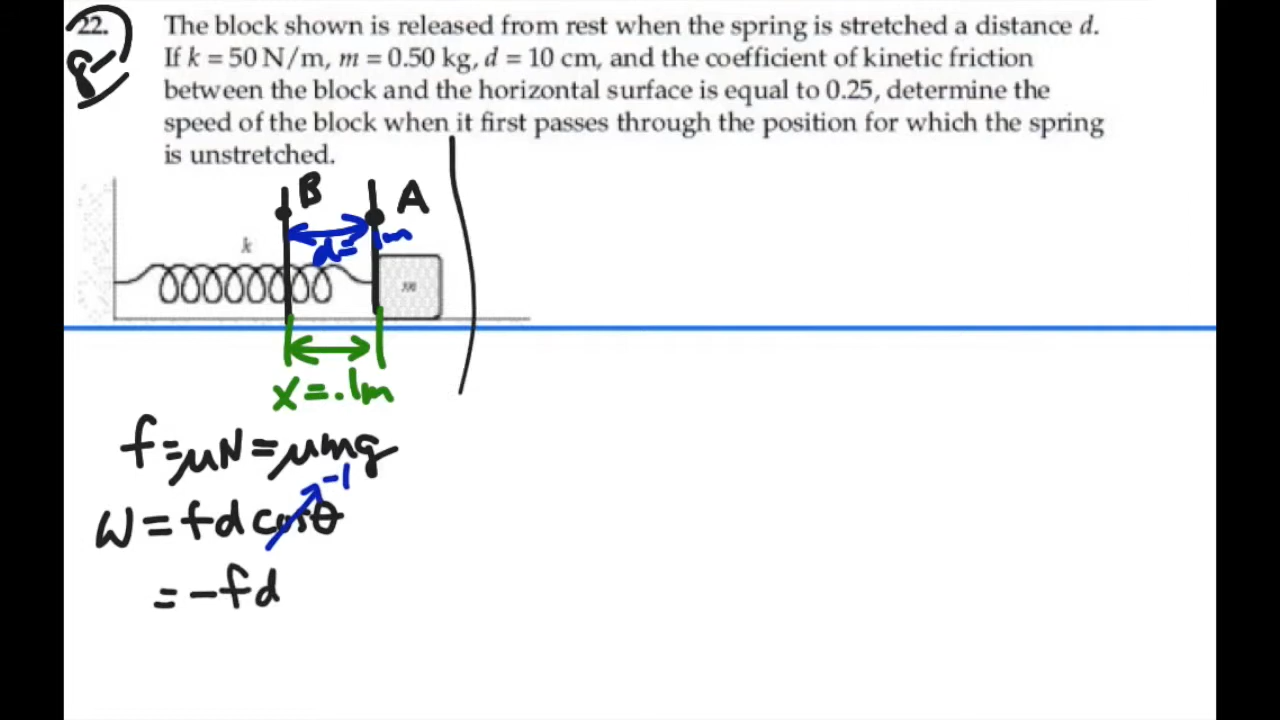 22. The block shown is released from rest when the spring is stretched a distance d.
8
If k = 50 N/m, m = 0.50 kg, d = 10 cm, and the coefficient of kinetic friction
between the block and the horizontal surface is equal to 0.25, determine the
speed of the block when it first passes through the position for which the spring
is unstretched.
B A
d= 1m
k
m
x=.1m
f=μN=μmg
-1
W=fdcosθ
=-fd